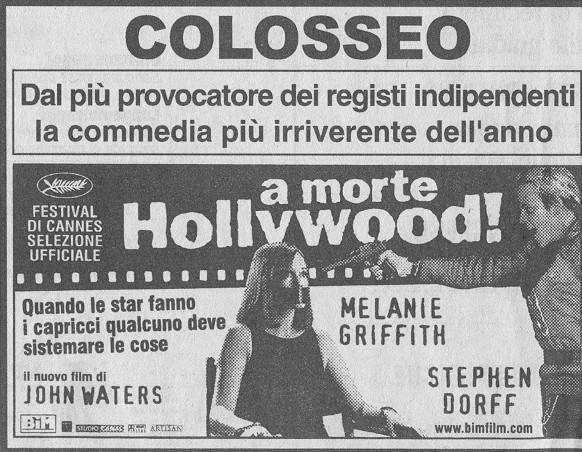 COLOSSEO
Dal più provocatore dei registi indipendenti
la commedia più irriverente dell'anno
FESTIVAL
DI CANNES
SELEZIONE
UFFICIALE
a morte
Hollywood!
Quando le star fanno
i capricci qualcuno deve
sistemare le cose
il nuovo film di
JOHN WATERS
MELANIE
GRIFFITH
STEPHEN
DORFF
BiM
STUDIO CANAL
ARTISAN
www.bimfilm.com